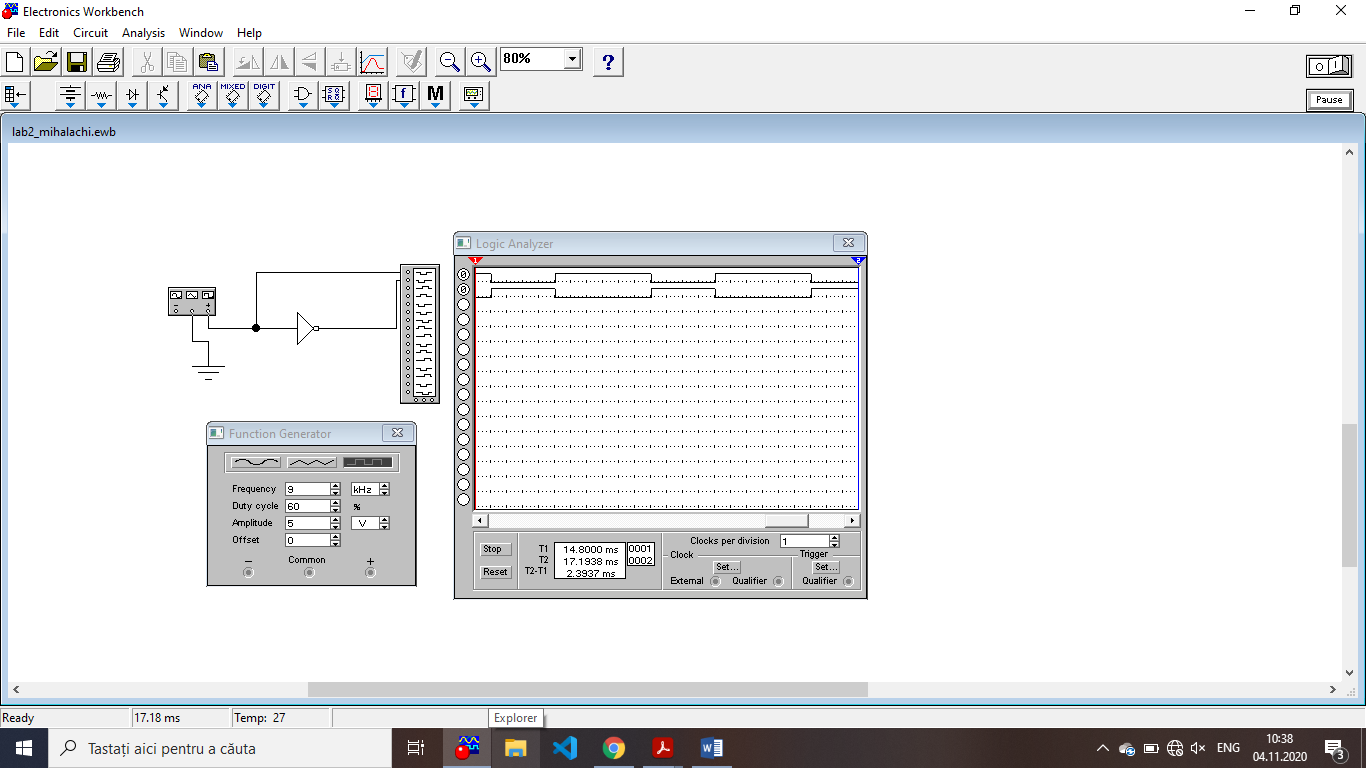 Electronics Workbench
File Edit Circuit Analysis Window Help
80%
?
O I
ANA MIXED DIGIT
f M
Pause
lab2_mihalachi.ewb
Logic Analyzer
1 2
0
0
Function Generator
Frequency 9 kHz
Duty cycle 60 %
Amplitude 5 V
Offset 0
− Common +
Stop
Reset
T1 14.8000 ms 0001
T2 17.1938 ms 0002
T2-T1 2.3937 ms
Clocks per division 1
Clock Trigger
Set... Set...
External Qualifier Qualifier
Ready 17.18 ms Temp: 27
Explorer
Tastați aici pentru a căuta
W
ENG
10:38
04.11.2020
3